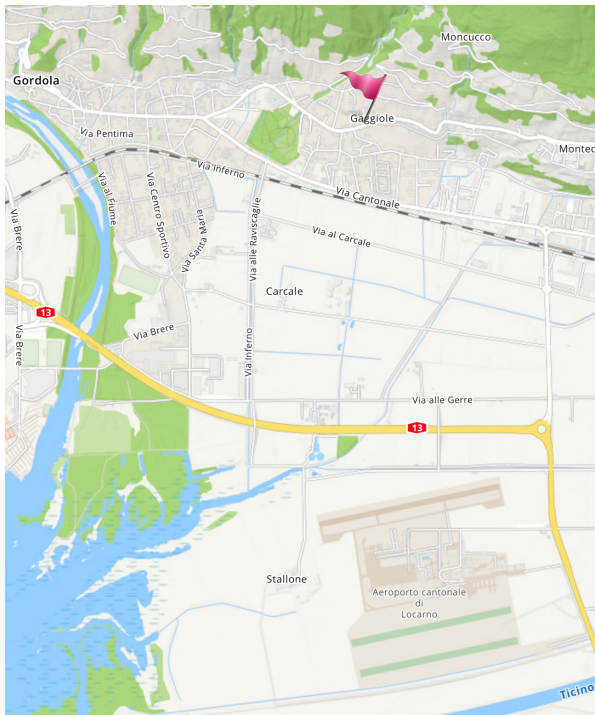 Moncucco
Gordola
Gaggiole
Via Pentima
Via Inferno
Via Cantonale
Via al Fiume
Via Centro Sportivo
Via Santa Maria
Via alle Raviscaglie
Via al Carcale
Via Brere
Carcale
13
Via Brere
Via Brere
Via Inferno
Via alle Gerre
13
Stallone
Aeroporto cantonale
di
Locarno
Ticino